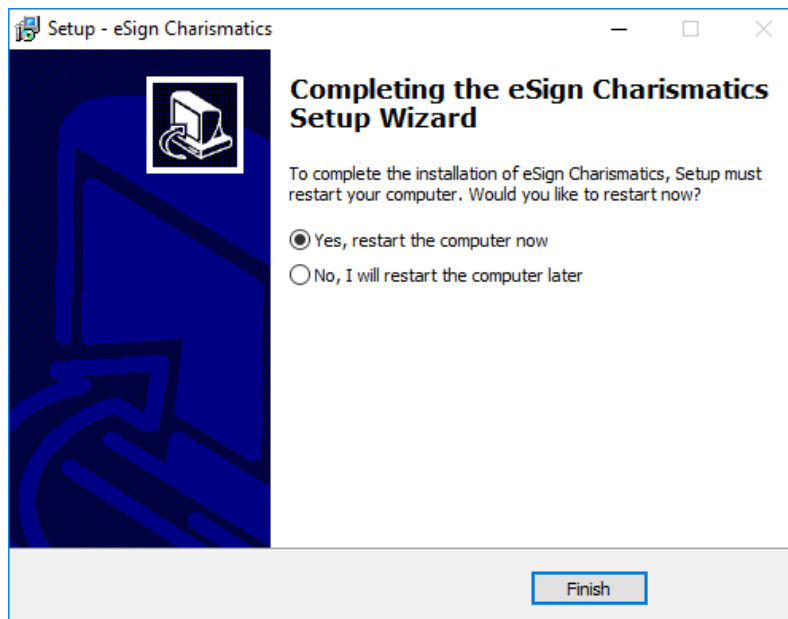 Setup - eSign Charismatics
Completing the eSign Charismatics
Setup Wizard
To complete the installation of eSign Charismatics, Setup must
restart your computer. Would you like to restart now?
Yes, restart the computer now
No, I will restart the computer later
Finish